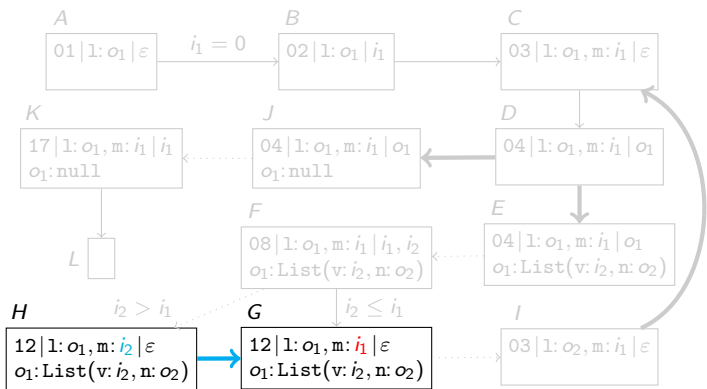 A
B
C
01 | l: o₁ | ε
i₁ = 0
02 | l: o₁ | i₁
03 | l: o₁, m: i₁ | ε
K
J
D
17 | l: o₁, m: i₁ | i₁
o₁: null
04 | l: o₁, m: i₁ | o₁
o₁: null
04 | l: o₁, m: i₁ | o₁
F
E
L
08 | l: o₁, m: i₁ | i₁, i₂
o₁: List(v: i₂, n: o₂)
04 | l: o₁, m: i₁ | o₁
o₁: List(v: i₂, n: o₂)
i₂ > i₁
i₂ ≤ i₁
H
G
I
12 | l: o₁, m: i₂ | ε
o₁: List(v: i₂, n: o₂)
12 | l: o₁, m: i₁ | ε
o₁: List(v: i₂, n: o₂)
03 | l: o₂, m: i₁ | ε